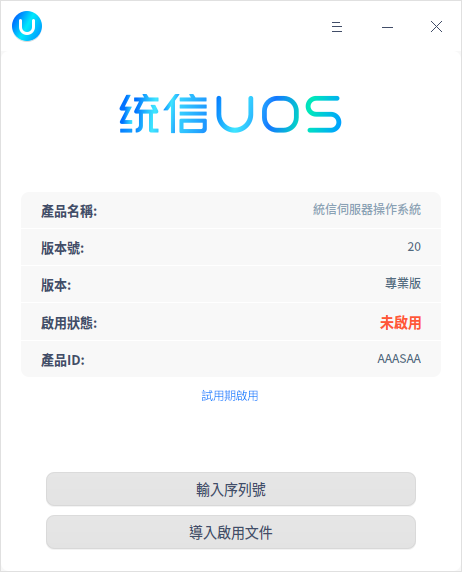 统信UOS
產品名稱: 統信伺服器操作系統
版本號: 20
版本: 專業版
啟用狀態: 未啟用
產品ID: AAASAA
試用期啟用
輸入序列號
導入啟用文件